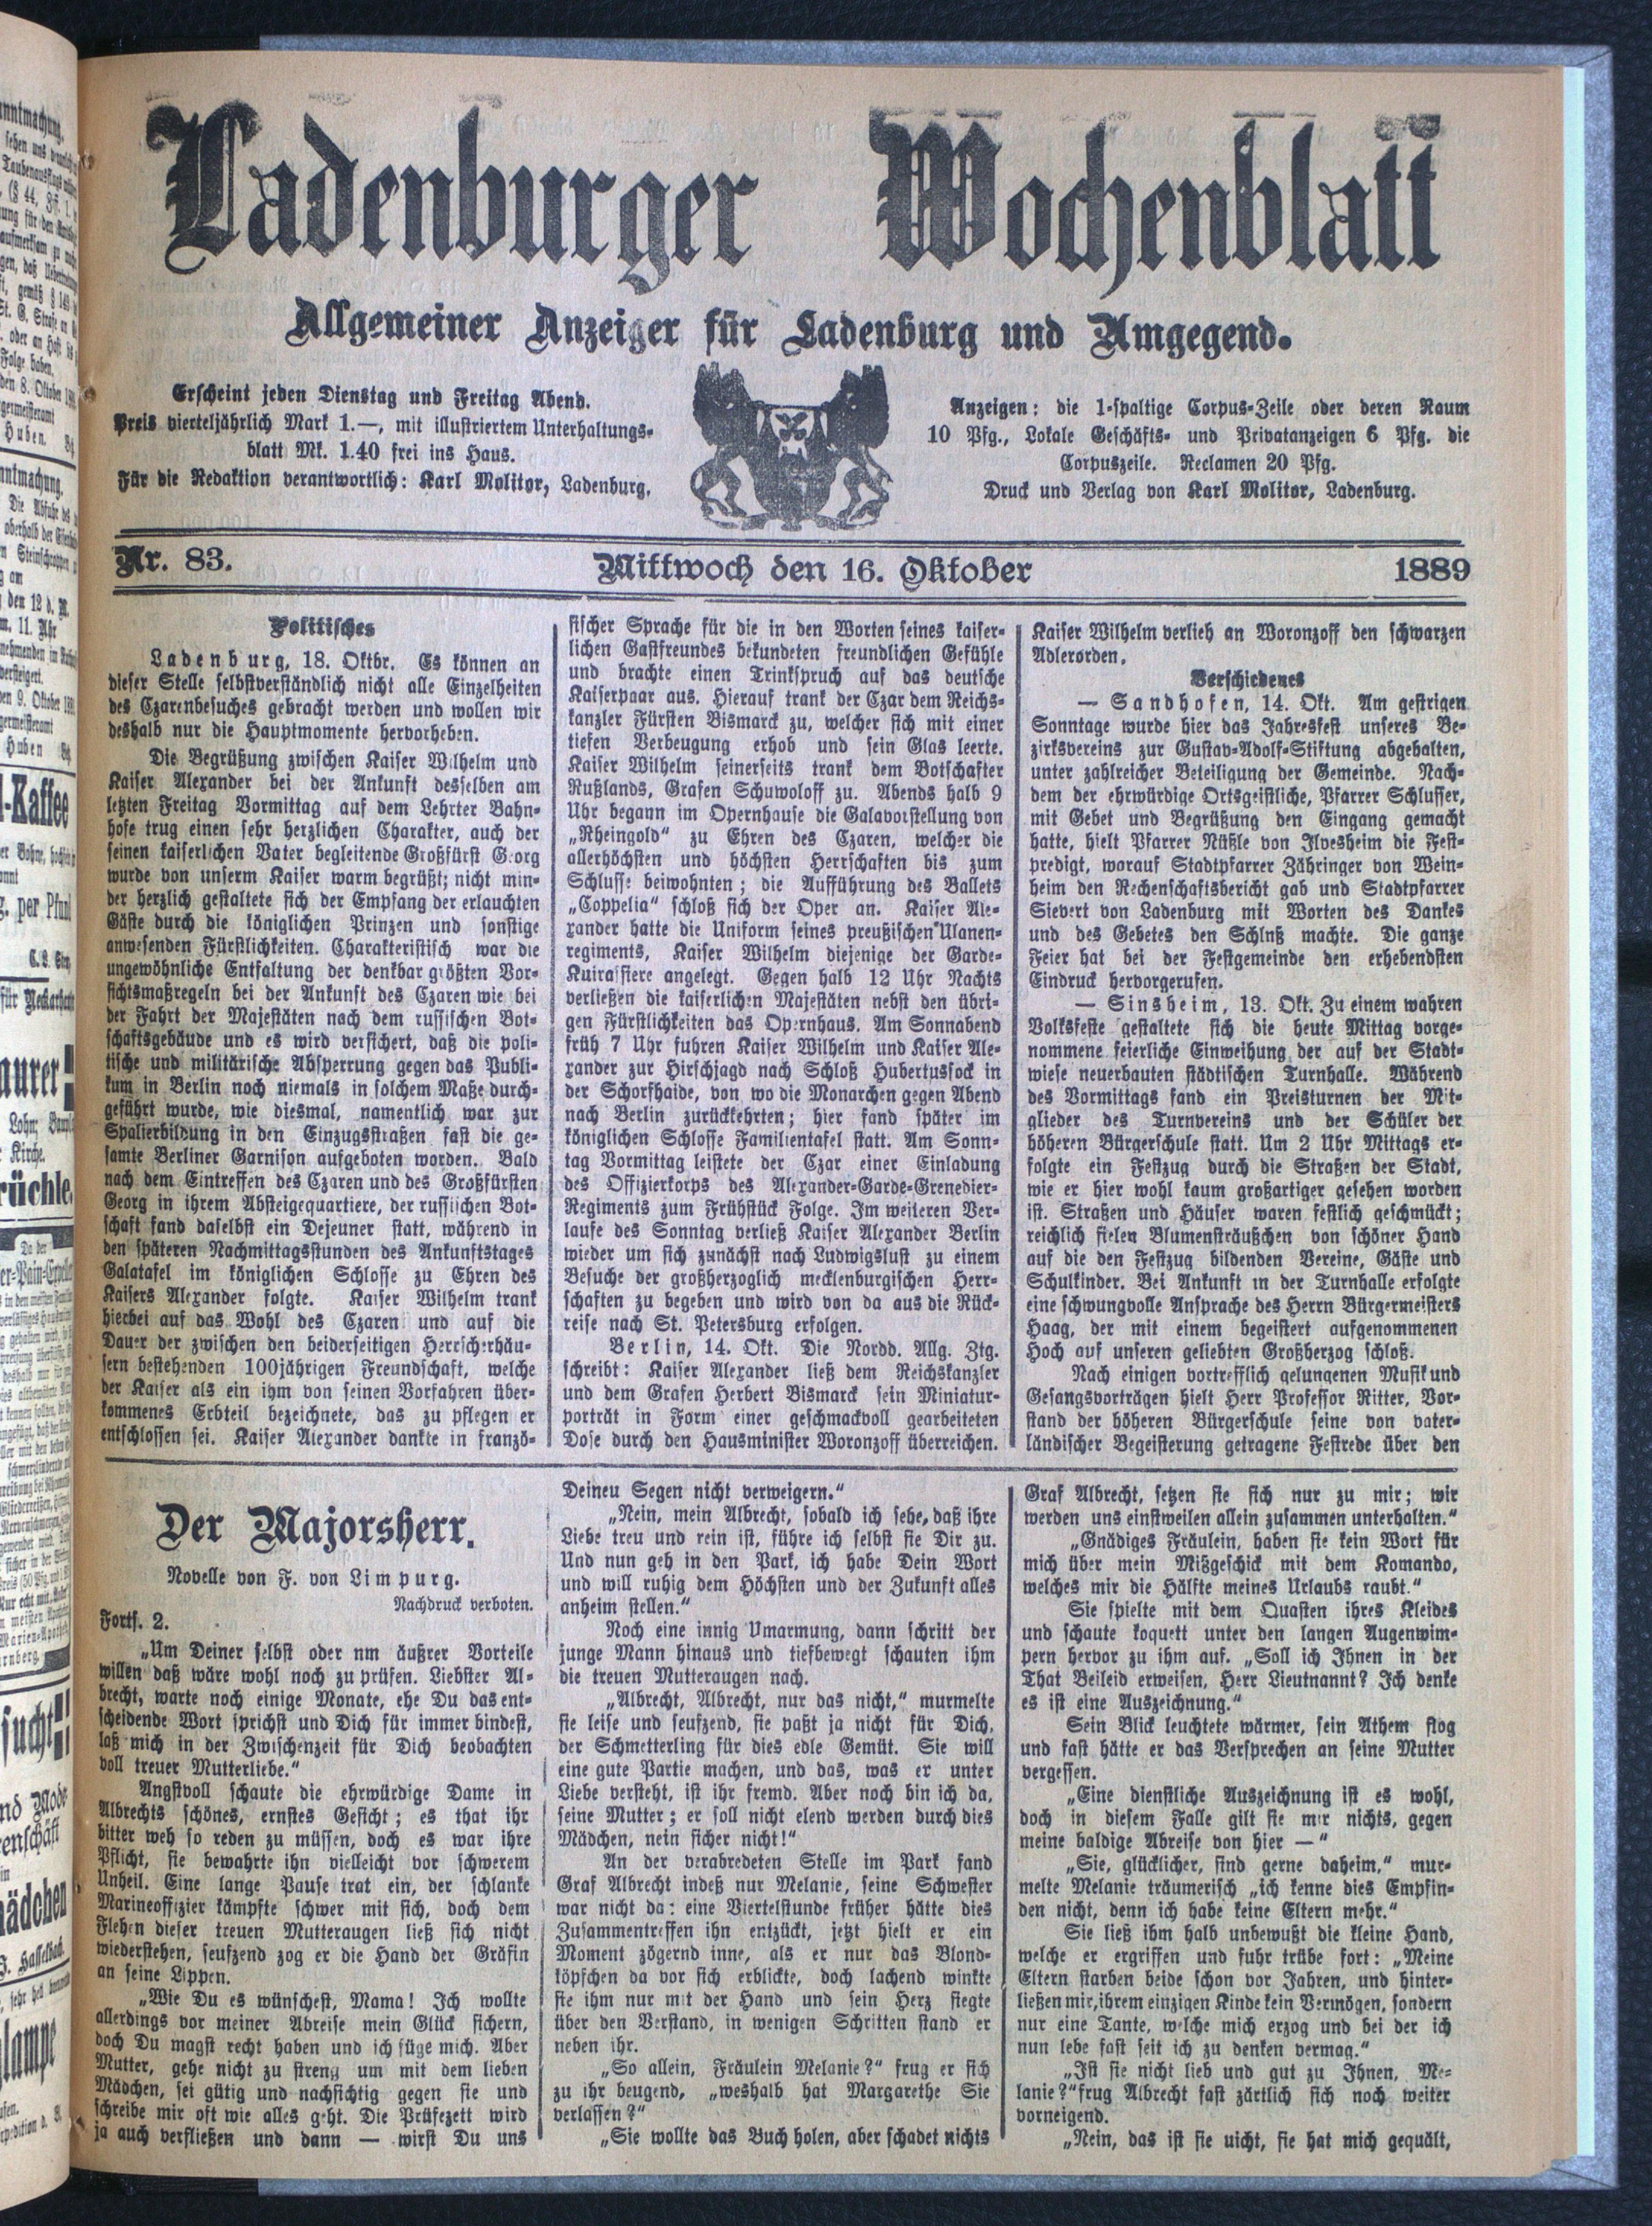 Ladenburger Wochenblatt
Allgemeiner Anzeiger für Ladenburg und Umgegend.
Erscheint jeden Dienstag und Freitag Abend.
Preis vierteljährlich Mark 1.—, mit illustriertem Unterhaltungs-
blatt Mk. 1.40 frei ins Haus.
Für die Redaktion verantwortlich: Karl Molitor, Ladenburg.
Anzeigen: die 1-spaltige Corpus-Zeile oder deren Raum
10 Pfg., Lokale Geschäfts- und Privatanzeigen 6 Pfg. die
Corpuszeile. Reclamen 20 Pfg.
Druck und Verlag von Karl Molitor, Ladenburg.
Nr. 83. Mittwoch den 16. Oktober 1889
Politisches
Ladenburg, 18. Oktbr. Es können an
dieser Stelle selbstverständlich nicht alle Einzelheiten
des Czarenbesuches gebracht werden und wollen wir
deshalb nur die Hauptmomente hervorheben.
Die Begrüßung zwischen Kaiser Wilhelm und
Kaiser Alexander bei der Ankunft desselben am
letzten Freitag Vormittag auf dem Lehrter Bahn-
hofe trug einen sehr herzlichen Charakter, auch der
seinen kaiserlichen Vater begleitende Großfürst Georg
wurde von unserm Kaiser warm begrüßt; nicht min-
der herzlich gestaltete sich der Empfang der erlauchten
Gäste durch die königlichen Prinzen und sonstige
anwesenden Fürstlichkeiten. Charakteristisch war die
ungewöhnliche Entfaltung der denkbar größten Vor-
sichtsmaßregeln bei der Ankunft des Czaren wie bei
der Fahrt der Majestäten nach dem russischen Bot-
schaftsgebäude und es wird versichert, daß die poli-
tische und militärische Absperrung gegen das Publi-
kum in Berlin noch niemals in solchem Maße durch-
geführt wurde, wie diesmal, namentlich war zur
Spalierbildung in den Einzugsstraßen fast die ge-
samte Berliner Garnison aufgeboten worden. Bald
nach dem Eintreffen des Czaren und des Großfürsten
Georg in ihrem Absteigequartiere, der russischen Bot-
schaft fand daselbst ein Dejeuner statt, während in
den späteren Nachmittagsstunden des Ankunftstages
Galatafel im königlichen Schlosse zu Ehren des
Kaisers Alexander folgte. Kaiser Wilhelm trank
hierbei auf das Wohl des Czaren und auf die
Dauer der zwischen den beiderseitigen Herrscherhäu-
sern bestehenden 100jährigen Freundschaft, welche
der Kaiser als ein ihm von seinen Vorfahren über-
kommenes Erbteil bezeichnete, das zu pflegen er
entschlossen sei. Kaiser Alexander dankte in franzö-
sischer Sprache für die in den Worten seines kaiser-
lichen Gastfreundes bekundeten freundlichen Gefühle
und brachte einen Trinkspruch auf das deutsche
Kaiserpaar aus. Hierauf trank der Czar dem Reichs-
kanzler Fürsten Bismarck zu, welcher sich mit einer
tiefen Verbeugung erhob und sein Glas leerte.
Kaiser Wilhelm seinerseits trank dem Botschafter
Rußlands, Grafen Schuwoloff zu. Abends halb 9
Uhr begann im Opernhause die Galavorstellung von
„Rheingold“ zu Ehren des Czaren, welcher die
allerhöchsten und höchsten Herrschaften bis zum
Schlusse beiwohnten; die Aufführung des Ballets
„Coppelia“ schloß sich der Oper an. Kaiser Ale-
xander hatte die Uniform seines preußischen Ulanen-
regiments, Kaiser Wilhelm diejenige der Garde-
Kuirassiere angelegt. Gegen halb 12 Uhr Nachts
verließen die kaiserlichen Majestäten nebst den übri-
gen Fürstlichkeiten das Opernhaus. Am Sonnabend
früh 7 Uhr fuhren Kaiser Wilhelm und Kaiser Ale-
xander zur Hirschjagd nach Schloß Hubertusstock in
der Schorfhaide, von wo die Monarchen gegen Abend
nach Berlin zurückkehrten; hier fand später im
königlichen Schlosse Familientafel statt. Am Sonn-
tag Vormittag leistete der Czar einer Einladung
des Offizierkorps des Alexander-Garde-Grenedier-
Regiments zum Frühstück Folge. Im weiteren Ver-
laufe des Sonntag verließ Kaiser Alexander Berlin
wieder um sich zunächst nach Ludwigslust zu einem
Besuche der großherzoglich mecklenburgischen Herr-
schaften zu begeben und wird von da aus die Rück-
reise nach St. Petersburg erfolgen.
Berlin, 14. Okt. Die Nordd. Allg. Ztg.
schreibt: Kaiser Alexander ließ dem Reichskanzler
und dem Grafen Herbert Bismarck sein Miniatur-
porträt in Form einer geschmackvoll gearbeiteten
Dose durch den Hausminister Woronzoff überreichen.
Kaiser Wilhelm verlieh an Woronzoff den schwarzen
Adlerorden.
Verschiedenes
— Sandhofen, 14. Okt. Am gestrigen
Sonntage wurde hier das Jahresfest unseres Be-
zirksvereins zur Gustav-Adolf-Stiftung abgehalten,
unter zahlreicher Beteiligung der Gemeinde. Nach-
dem der ehrwürdige Ortsgeistliche, Pfarrer Schlusser,
mit Gebet und Begrüßung den Eingang gemacht
hatte, hielt Pfarrer Nüßle von Ilvesheim die Fest-
predigt, worauf Stadtpfarrer Zähringer von Wein-
heim den Rechenschaftsbericht gab und Stadtpfarrer
Sievert von Ladenburg mit Worten des Dankes
und des Gebetes den Schlnß machte. Die ganze
Feier hat bei der Festgemeinde den erhebendsten
Eindruck hervorgerufen.
— Sinsheim, 13. Okt. Zu einem wahren
Volksfeste gestaltete sich die heute Mittag vorge-
nommene feierliche Einweihung der auf der Stadt-
wiese neuerbauten städtischen Turnhalle. Während
des Vormittags fand ein Preisturnen der Mit-
glieder des Turnvereins und der Schüler der
höheren Bürgerschule statt. Um 2 Uhr Mittags er-
folgte ein Festzug durch die Straßen der Stadt,
wie er hier wohl kaum großartiger gesehen worden
ist. Straßen und Häuser waren festlich geschmückt;
reichlich fielen Blumensträußchen von schöner Hand
auf die den Festzug bildenden Vereine, Gäste und
Schulkinder. Bei Ankunft in der Turnhalle erfolgte
eine schwungvolle Ansprache des Herrn Bürgermeisters
Haag, der mit einem begeistert aufgenommenen
Hoch auf unseren geliebten Großherzog schloß.
Nach einigen vortrefflich gelungenen Musik und
Gesangsvorträgen hielt Herr Professor Ritter, Vor-
stand der höheren Bürgerschule seine von vater-
ländischer Begeisterung getragene Festrede über den
Der Majorsherr.
Novelle von F. von Limpurg.
Nachdruck verboten.
Forts. 2.
„Um Deiner selbst oder nm äußrer Vorteile
willen daß wäre wohl noch zu prüfen. Liebster Al-
brecht, warte noch einige Monate, ehe Du das ent-
scheidende Wort sprichst und Dich für immer bindest,
laß mich in der Zwischenzeit für Dich beobachten
voll treuer Mutterliebe.“
Angstvoll schaute die ehrwürdige Dame in
Albrechts schönes, ernstes Gesicht; es that ihr
bitter weh so reden zu müssen, doch es war ihre
Pflicht, sie bewahrte ihn vielleicht vor schwerem
Unheil. Eine lange Pause trat ein, der schlanke
Marineoffizier kämpfte schwer mit sich, doch dem
Flehen dieser treuen Mutteraugen ließ sich nicht
wiederstehen, seufzend zog er die Hand der Gräfin
an seine Lippen.
„Wie Du es wünschest, Mama! Ich wollte
allerdings vor meiner Abreise mein Glück sichern,
doch Du magst recht haben und ich füge mich. Aber
Mutter, gehe nicht zu streng um mit dem lieben
Mädchen, sei gütig und nachsichtig gegen sie und
schreibe mir oft wie alles geht. Die Prüfezett wird
ja auch verfließen und dann — wirst Du uns
Deineu Segen nicht verweigern.“
„Nein, mein Albrecht, sobald ich sehe, daß ihre
Liebe treu und rein ist, führe ich selbst sie Dir zu.
Und nun geh in den Park, ich habe Dein Wort
und will ruhig dem Höchsten und der Zukunft alles
anheim stellen.“
Noch eine innig Umarmung, dann schritt der
junge Mann hinaus und tiefbewegt schauten ihm
die treuen Mutteraugen nach.
„Albrecht, Albrecht, nur das nicht,“ murmelte
sie leise und seufzend, sie paßt ja nicht für Dich,
der Schmetterling für dies edle Gemüt. Sie will
eine gute Partie machen, und das, was er unter
Liebe versteht, ist ihr fremd. Aber noch bin ich da,
seine Mutter; er soll nicht elend werden durch dies
Mädchen, nein sicher nicht!“
An der verabredeten Stelle im Park fand
Graf Albrecht indeß nur Melanie, seine Schwester
war nicht da: eine Viertelstunde früher hätte dies
Zusammentreffen ihn entzückt, jetzt hielt er ein
Moment zögernd inne, als er nur das Blond-
köpfchen da vor sich erblickte, doch lachend winkte
sie ihm nur mit der Hand und sein Herz siegte
über den Verstand, in wenigen Schritten stand er
neben ihr.
„So allein, Fräulein Melanie?“ frug er sich
zu ihr beugend, „weshalb hat Margarethe Sie
verlassen?“
„Sie wollte das Buch holen, aber schadet nichts
Graf Albrecht, setzen sie sich nur zu mir; wir
werden uns einstweilen allein zusammen unterhalten.“
„Gnädiges Fräulein, haben sie kein Wort für
mich über mein Mißgeschick mit dem Komando,
welches mir die Hälfte meines Urlaubs raubt.“
Sie spielte mit dem Quasten ihres Kleides
und schaute koquett unter den langen Augenwim-
pern hervor zu ihm auf. „Soll ich Ihnen in der
That Beileid erweisen, Herr Lieutnannt? Ich denke
es ist eine Auszeichnung.“
Sein Blick leuchtete wärmer, sein Athem flog
und fast hätte er das Versprechen an seine Mutter
vergessen.
„Eine dienstliche Auszeichnung ist es wohl,
doch in diesem Falle gilt sie mir nichts, gegen
meine baldige Abreise von hier —“
„Sie, glücklicher, sind gerne daheim,“ mur-
melte Melanie träumerisch „ich kenne dies Empfin-
den nicht, denn ich habe keine Eltern mehr.“
Sie ließ ihm halb unbewußt die kleine Hand,
welche er ergriffen und fuhr trübe fort: „Meine
Eltern starben beide schon vor Jahren, und hinter-
ließen mir, ihrem einzigen Kinde kein Vermögen, sondern
nur eine Tante, welche mich erzog und bei der ich
nun lebe fast seit ich zu denken vermag.“
„Ist sie nicht lieb und gut zu Ihnen, Me-
lanie?“ frug Albrecht fast zärtlich sich noch weiter
vorneigend.
„Nein, das ist sie uicht, sie hat mich gequält,